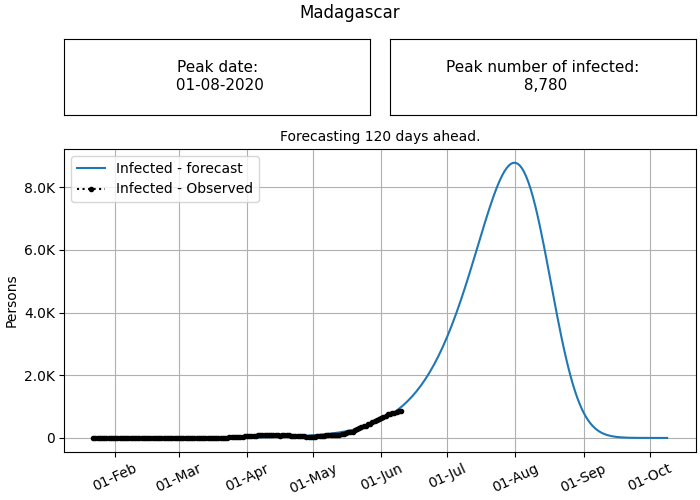 Madagascar
Peak date:
01-08-2020
Peak number of infected:
8,780
Forecasting 120 days ahead.
Infected - forecast
Infected - Observed
8.0K
6.0K
4.0K
2.0K
0
Persons
01-Feb
01-Mar
01-Apr
01-May
01-Jun
01-Jul
01-Aug
01-Sep
01-Oct